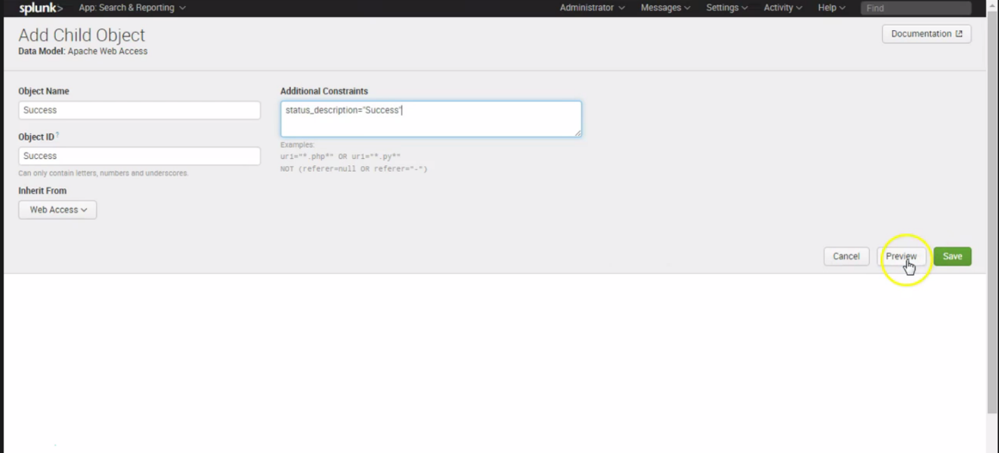 splunk> App: Search & Reporting Administrator Messages Settings Activity Help Find
Add Child Object
Documentation
Data Model: Apache Web Access
Object Name
Success
Object ID ?
Success
Can only contain letters, numbers and underscores.
Inherit From
Web Access
Additional Constraints
status_description="Success"
Examples:
uri="*.php*" OR uri="*.py*"
NOT (referer=null OR referer="-")
Cancel Preview Save